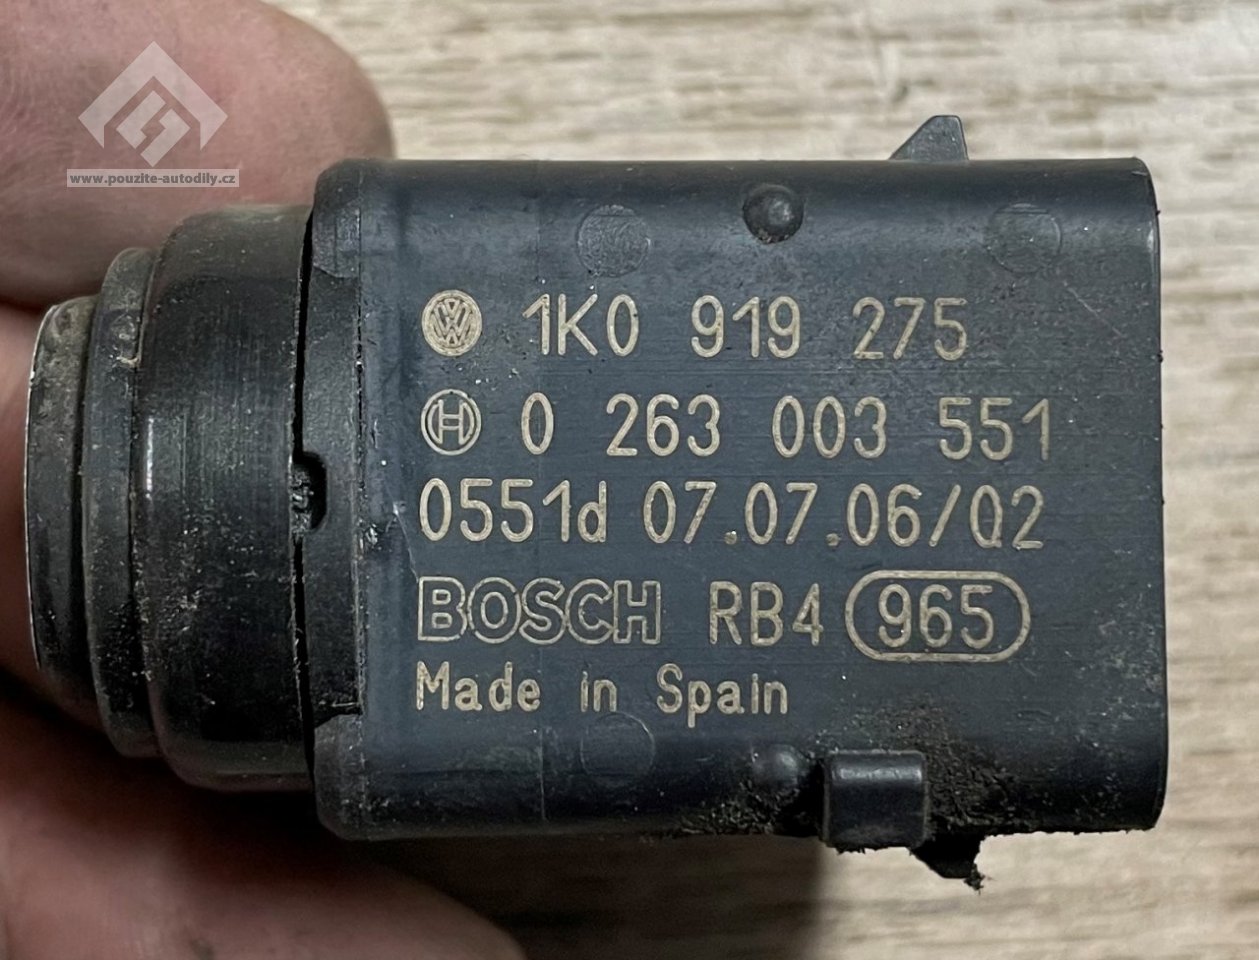 www.pouzite-autodily.cz
1K0 919 275
0 263 003 551
0551d 07.07.06/Q2
BOSCH RB4 965
Made in Spain